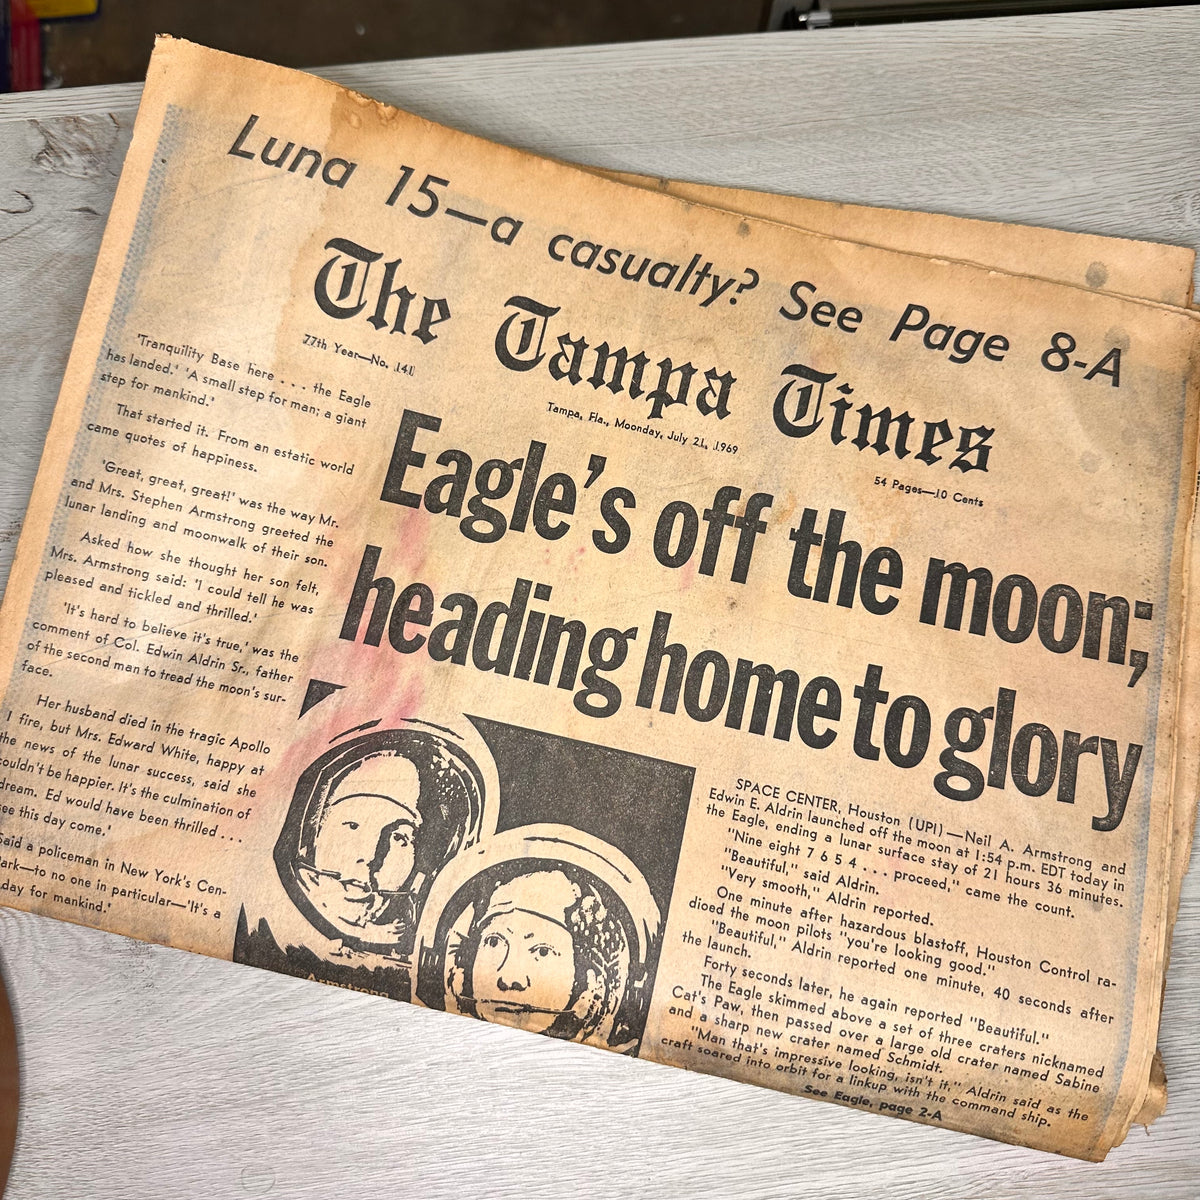 Luna 15—a casualty? See Page 8-A
The Tampa Times
77th Year—No. 141
Tampa, Fla., Moonday, July 21, 1969
54 Pages—10 Cents
'Tranquility Base here . . . the Eagle
has landed.' 'A small step for man; a giant
step for mankind.'
That started it. From an estatic world
came quotes of happiness.
'Great, great, great!' was the way Mr.
and Mrs. Stephen Armstrong greeted the
lunar landing and moonwalk of their son.
Asked how she thought her son felt,
Mrs. Armstrong said: 'I could tell he was
pleased and tickled and thrilled.'
'It's hard to believe it's true,' was the
comment of Col. Edwin Aldrin Sr., father
of the second man to tread the moon's sur-
face.
Her husband died in the tragic Apollo
I fire, but Mrs. Edward White, happy at
the news of the lunar success, said she
couldn't be happier. It's the culmination of
dream. Ed would have been thrilled . . .
see this day come.'
Said a policeman in New York's Cen-
ark—to no one in particular—'It's a
day for mankind.'
Eagle's off the moon;
heading home to glory
Armstrong
SPACE CENTER, Houston (UPI)—Neil A. Armstrong and
Edwin E. Aldrin launched off the moon at 1:54 p.m. EDT today in
the Eagle, ending a lunar surface stay of 21 hours 36 minutes.
"Nine eight 7 6 5 4 . . . proceed," came the count.
"Beautiful," said Aldrin.
"Very smooth," Aldrin reported.
One minute after hazardous blastoff, Houston Control ra-
dioed the moon pilots "you're looking good."
"Beautiful," Aldrin reported one minute, 40 seconds after
the launch.
Forty seconds later, he again reported "Beautiful."
The Eagle skimmed above a set of three craters nicknamed
Cat's Paw, then passed over a large old crater named Sabine
and a sharp new crater named Schmidt.
"Man that's impressive looking, isn't it," Aldrin said as the
craft soared into orbit for a linkup with the command ship.
See Eagle, page 2-A